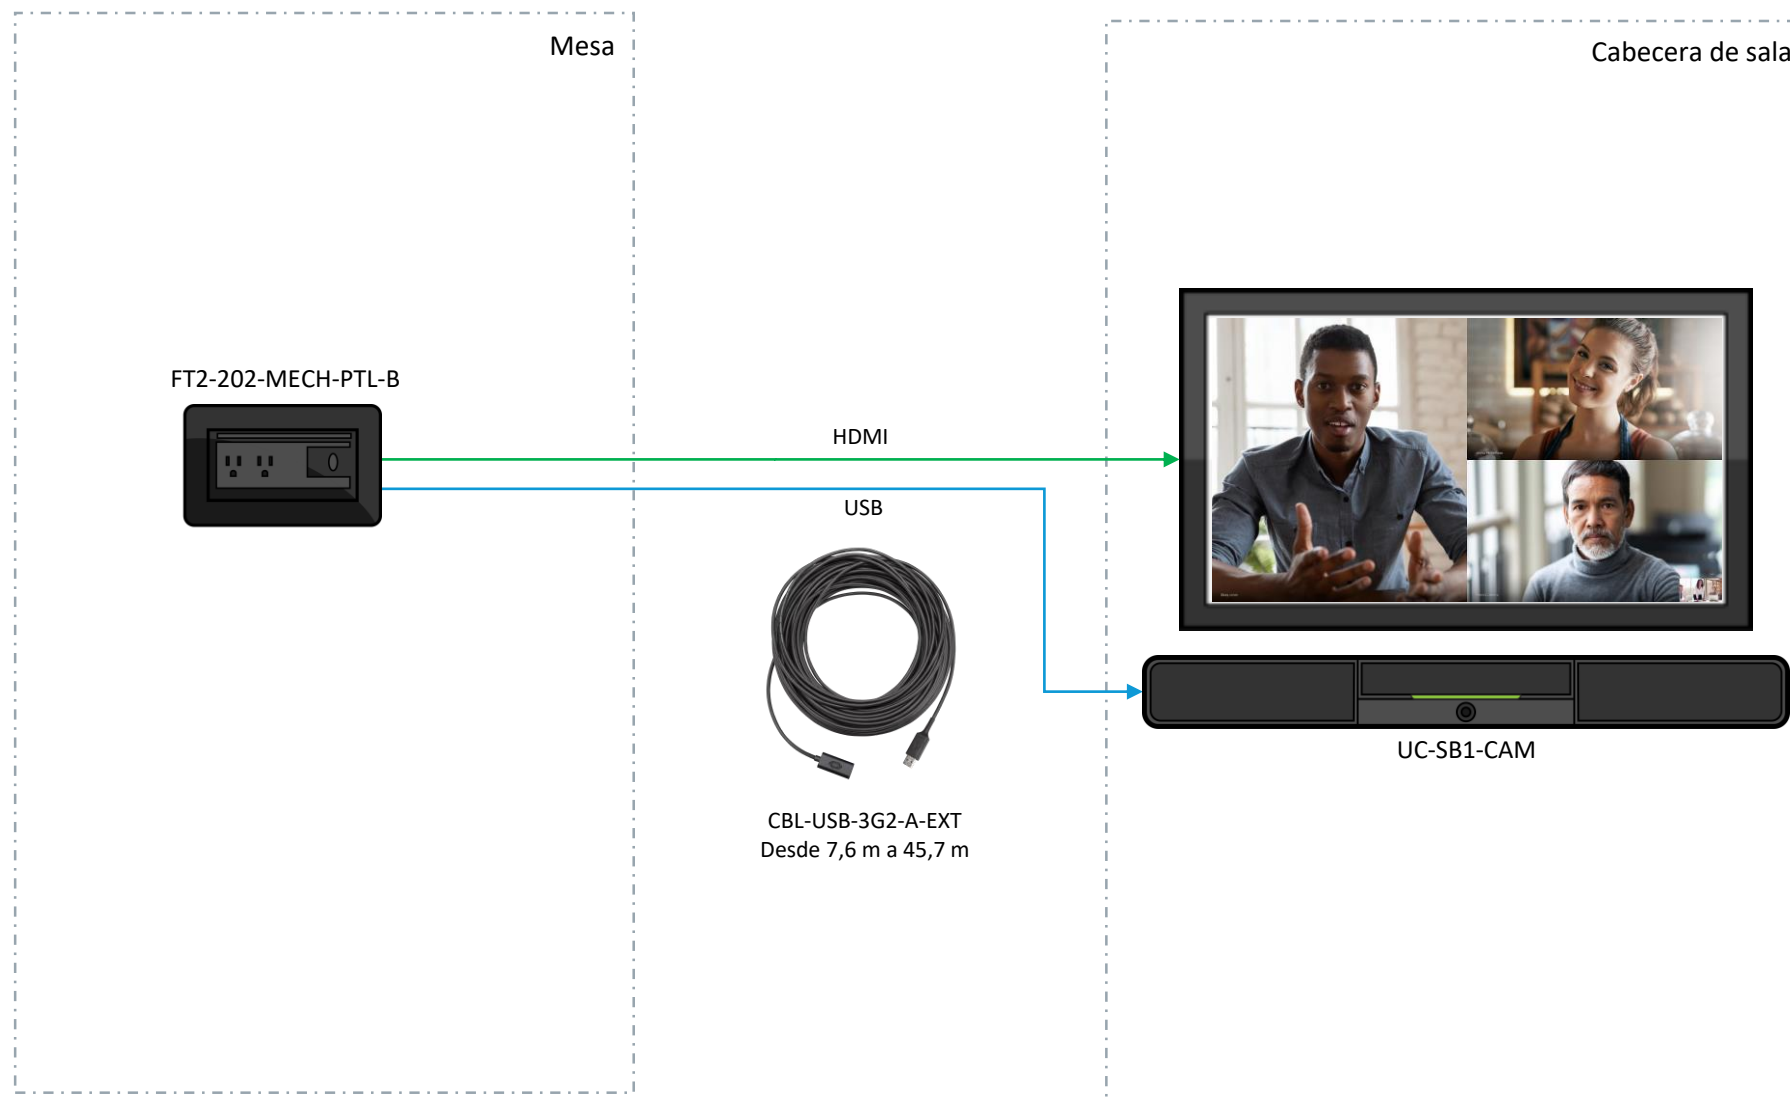 Mesa
Cabecera de sala
FT2-202-MECH-PTL-B
HDMI
USB
UC-SB1-CAM
CBL-USB-3G2-A-EXT
Desde 7,6 m a 45,7 m